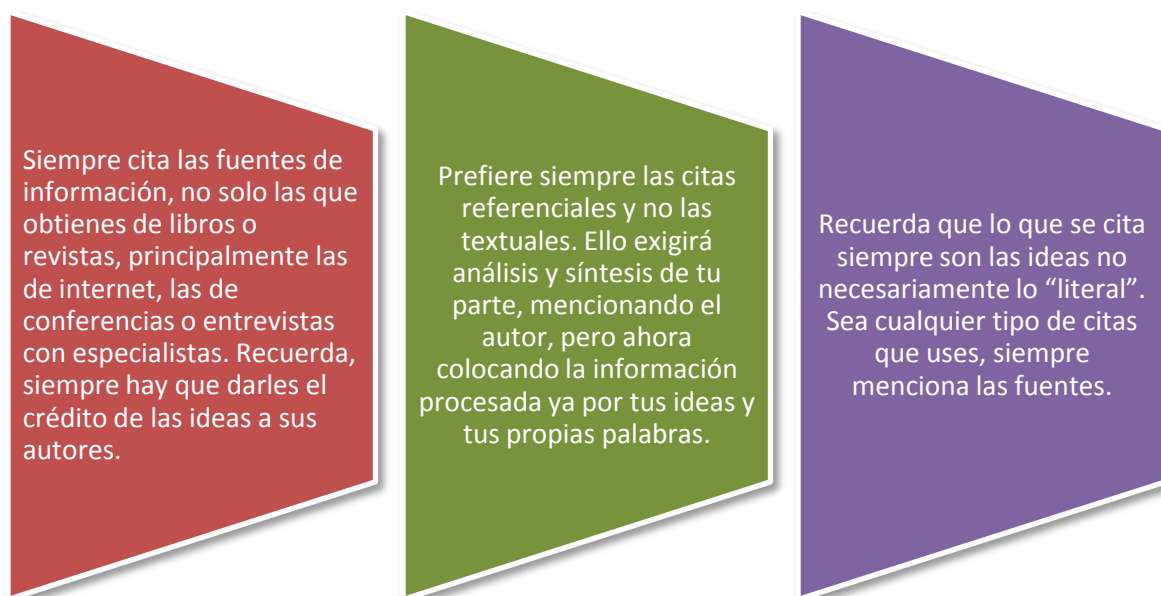 Siempre cita las fuentes de
información, no solo las que
obtienes de libros o
revistas, principalmente las
de internet, las de
conferencias o entrevistas
con especialistas. Recuerda,
siempre hay que darles el
crédito de las ideas a sus
autores.
Prefiere siempre las citas
referenciales y no las
textuales. Ello exigirá
análisis y síntesis de tu
parte, mencionando el
autor, pero ahora
colocando la información
procesada ya por tus ideas y
tus propias palabras.
Recuerda que lo que se cita
siempre son las ideas no
necesariamente lo “literal”.
Sea cualquier tipo de citas
que uses, siempre
menciona las fuentes.